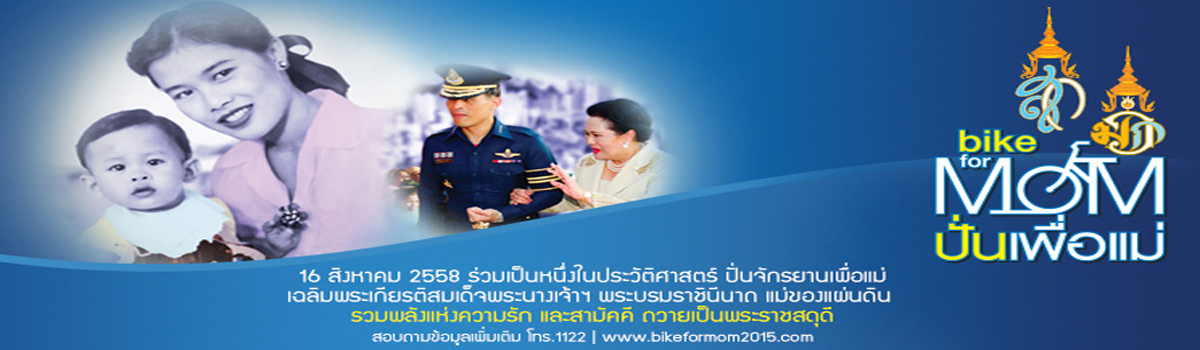 bike
for
MOM
ปั่นเพื่อแม่
16 สิงหาคม 2558 ร่วมเป็นหนึ่งในประวัติศาสตร์ ปั่นจักรยานเพื่อแม่
เฉลิมพระเกียรติสมเด็จพระนางเจ้าฯ พระบรมราชินีนาถ แม่ของแผ่นดิน
รวมพลังแห่งความรัก และสามัคคี ถวายเป็นพระราชสดุดี
สอบถามข้อมูลเพิ่มเติม โทร.1122 | www.bikeformom2015.com